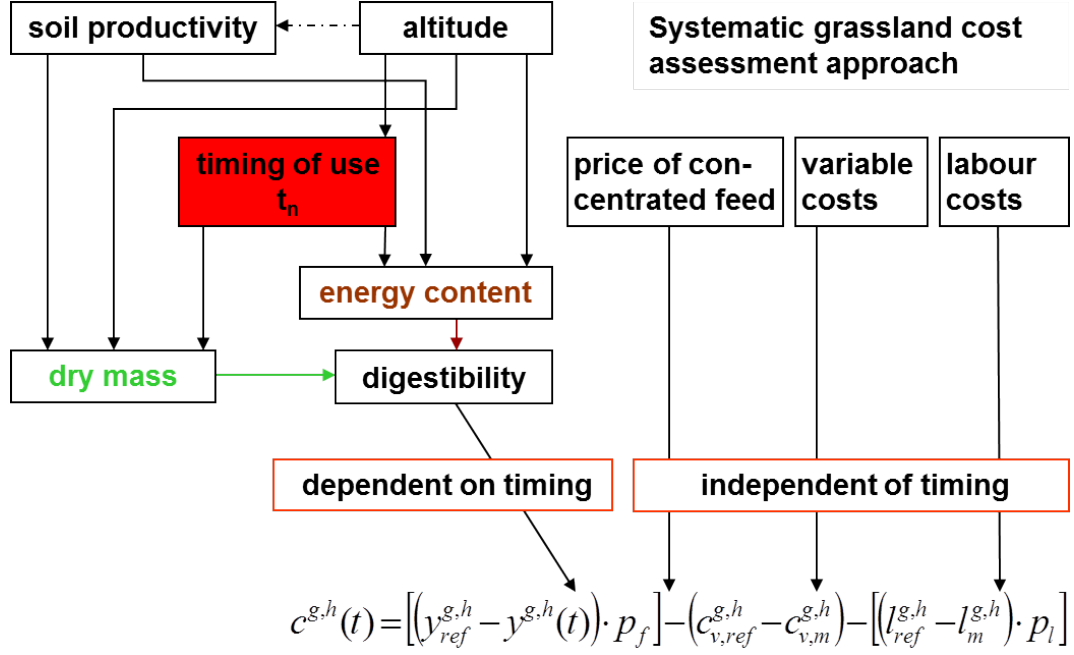 soil productivity
altitude
Systematic grassland cost
assessment approach
timing of use
tₙ
price of con-
centrated feed
variable
costs
labour
costs
energy content
dry mass
digestibility
dependent on timing
independent of timing
c^{g,h}(t) = [(y_{ref}^{g,h} − y^{g,h}(t)) · p_f] − (c_{v,ref}^{g,h} − c_{v,m}^{g,h}) − [(l_{ref}^{g,h} − l_m^{g,h}) · p_l]